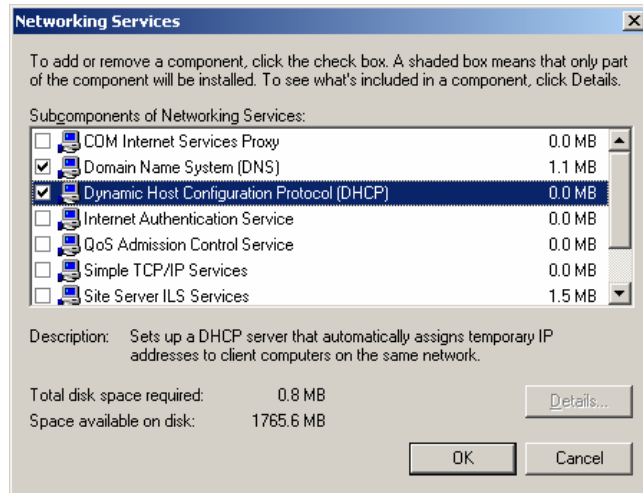 Networking Services
To add or remove a component, click the check box. A shaded box means that only part
of the component will be installed. To see what's included in a component, click Details.
Subcomponents of Networking Services:
COM Internet Services Proxy 0.0 MB
Domain Name System (DNS) 1.1 MB
Dynamic Host Configuration Protocol (DHCP) 0.0 MB
Internet Authentication Service 0.0 MB
QoS Admission Control Service 0.0 MB
Simple TCP/IP Services 0.0 MB
Site Server ILS Services 1.5 MB
Description: Sets up a DHCP server that automatically assigns temporary IP
addresses to client computers on the same network.
Total disk space required: 0.8 MB
Space available on disk: 1765.6 MB
Details...
OK Cancel